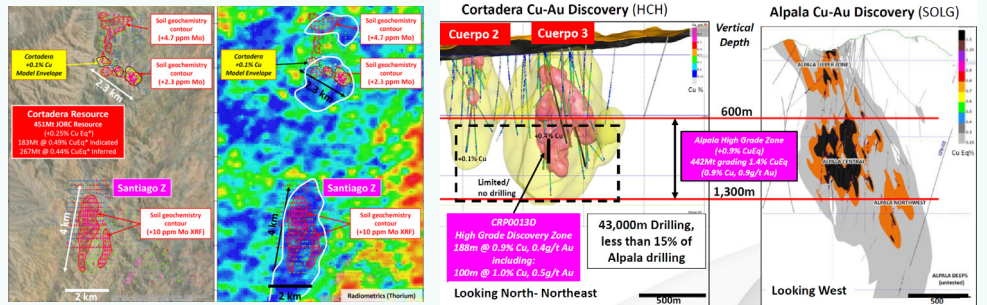 Soil geochemistry
contour
(+4.7 ppm Mo)
Cortadera
+0.1% Cu
Model Envelope
Soil geochemistry
contour
(+2.3 ppm Mo)
2.3 km
Cortadera Resource
451Mt JORC Resource
(+0.25% Cu Eq*)
183Mt @ 0.49% CuEq* Indicated
267Mt @ 0.44% CuEq* Inferred
Santiago Z
4 km
Soil geochemistry
contour
(+10 ppm Mo XRF)
2 km
Soil geochemistry
contour
(+4.7 ppm Mo)
Cortadera
+0.1% Cu
Model Envelope
Soil geochemistry
contour
(+2.3 ppm Mo)
2.3 km
Santiago Z
4 km
Soil geochemistry
contour
(+10 ppm Mo XRF)
2 km
Radiometrics (Thorium)
Cortadera Cu-Au Discovery (HCH)
Cuerpo 2
Cuerpo 3
Cu %
+0.4% Cu
+0.1% Cu
Limited/
no drilling
CRP0013D
High Grade Discovery Zone
188m @ 0.9% Cu, 0.4g/t Au
including:
100m @ 1.0% Cu, 0.5g/t Au
43,000m Drilling,
less than 15% of
Alpala drilling
Looking North- Northeast
500m
Vertical
Depth
600m
Alpala High Grade Zone
(+0.9% CuEq)
442Mt grading 1.4% CuEq
(0.9% Cu, 0.9g/t Au)
1,300m
Alpala Cu-Au Discovery (SOLG)
ALPALA UPPER ZONE
Cu Eq%
ALPALA CENTRAL
ALPALA NORTHWEST
ALPALA DEEPS
(untested)
Looking West
500